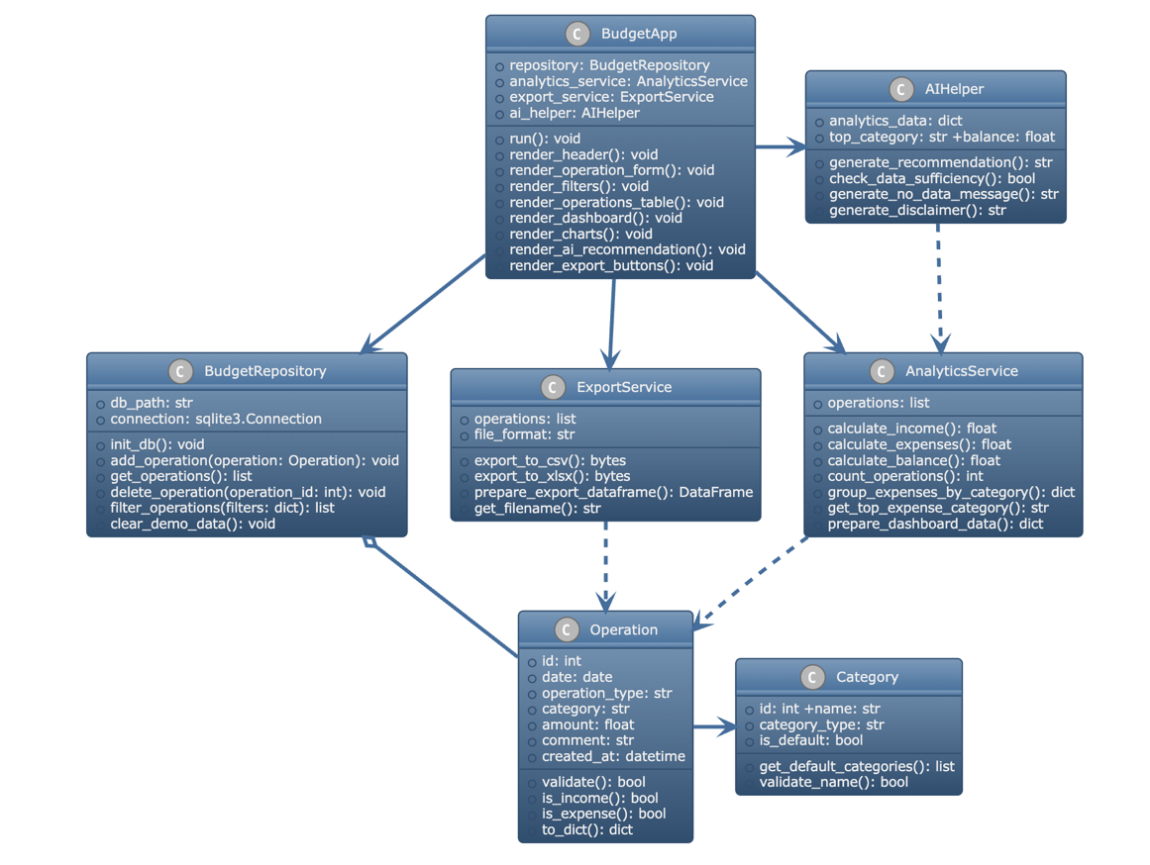 C BudgetApp
repository: BudgetRepository
analytics_service: AnalyticsService
export_service: ExportService
ai_helper: AIHelper
run(): void
render_header(): void
render_operation_form(): void
render_filters(): void
render_operations_table(): void
render_dashboard(): void
render_charts(): void
render_ai_recommendation(): void
render_export_buttons(): void
C AIHelper
analytics_data: dict
top_category: str +balance: float
generate_recommendation(): str
check_data_sufficiency(): bool
generate_no_data_message(): str
generate_disclaimer(): str
C BudgetRepository
db_path: str
connection: sqlite3.Connection
init_db(): void
add_operation(operation: Operation): void
get_operations(): list
delete_operation(operation_id: int): void
filter_operations(filters: dict): list
clear_demo_data(): void
C ExportService
operations: list
file_format: str
export_to_csv(): bytes
export_to_xlsx(): bytes
prepare_export_dataframe(): DataFrame
get_filename(): str
C AnalyticsService
operations: list
calculate_income(): float
calculate_expenses(): float
calculate_balance(): float
count_operations(): int
group_expenses_by_category(): dict
get_top_expense_category(): str
prepare_dashboard_data(): dict
C Operation
id: int
date: date
operation_type: str
category: str
amount: float
comment: str
created_at: datetime
validate(): bool
is_income(): bool
is_expense(): bool
to_dict(): dict
C Category
id: int +name: str
category_type: str
is_default: bool
get_default_categories(): list
validate_name(): bool